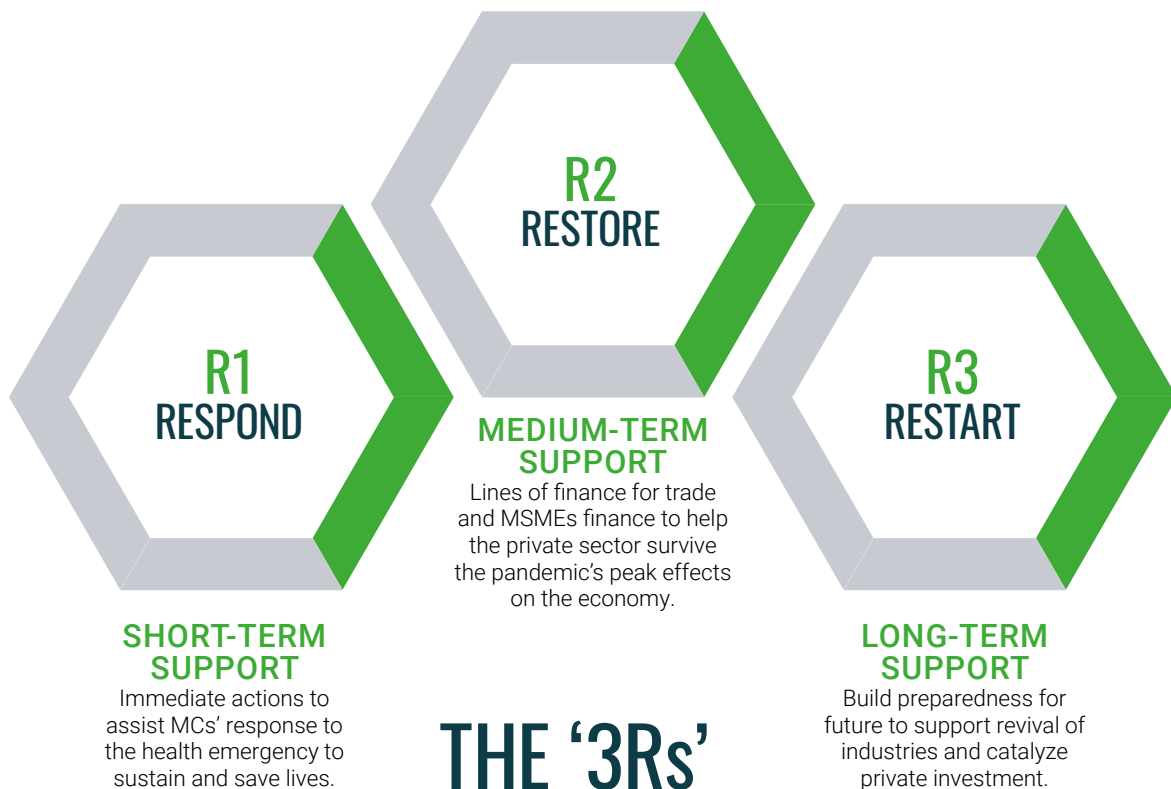 R1
RESPOND
SHORT-TERM
SUPPORT
Immediate actions to
assist MCs’ response to
the health emergency to
sustain and save lives.
R2
RESTORE
MEDIUM-TERM
SUPPORT
Lines of finance for trade
and MSMEs finance to help
the private sector survive
the pandemic’s peak effects
on the economy.
R3
RESTART
LONG-TERM
SUPPORT
Build preparedness for
future to support revival of
industries and catalyze
private investment.
THE ‘3Rs’